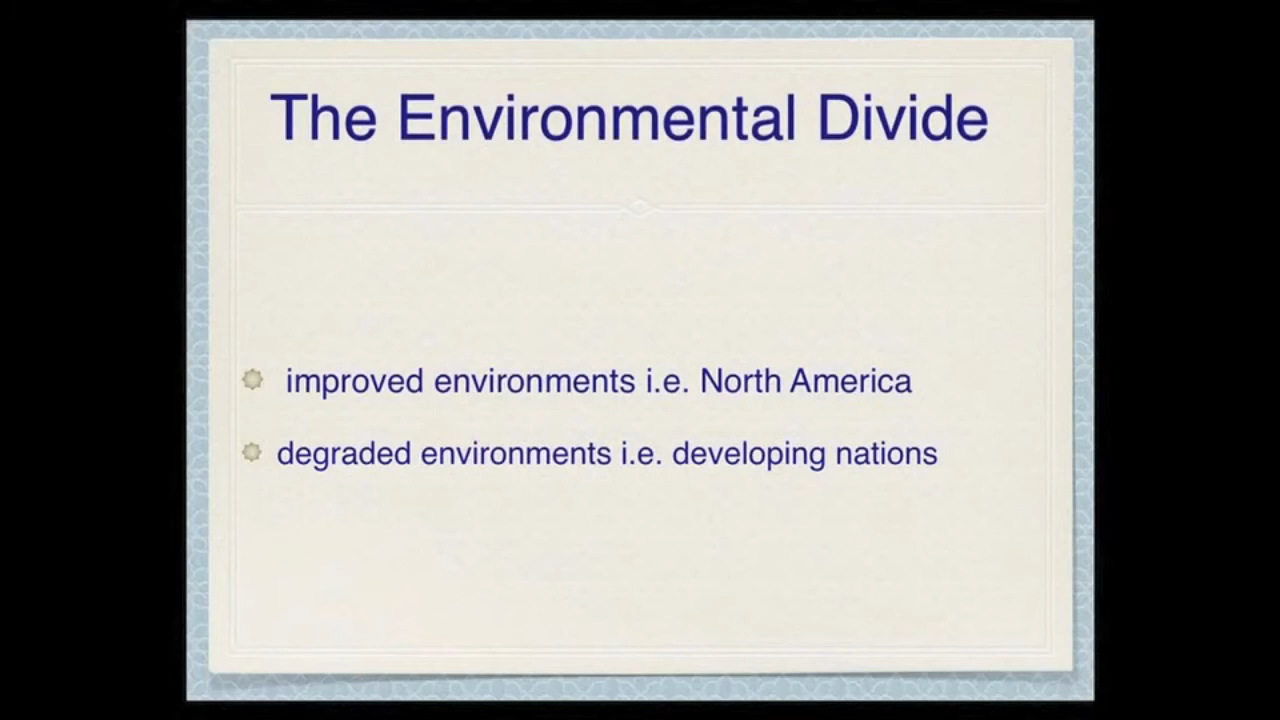 The Environmental Divide
improved environments i.e. North America
degraded environments i.e. developing nations